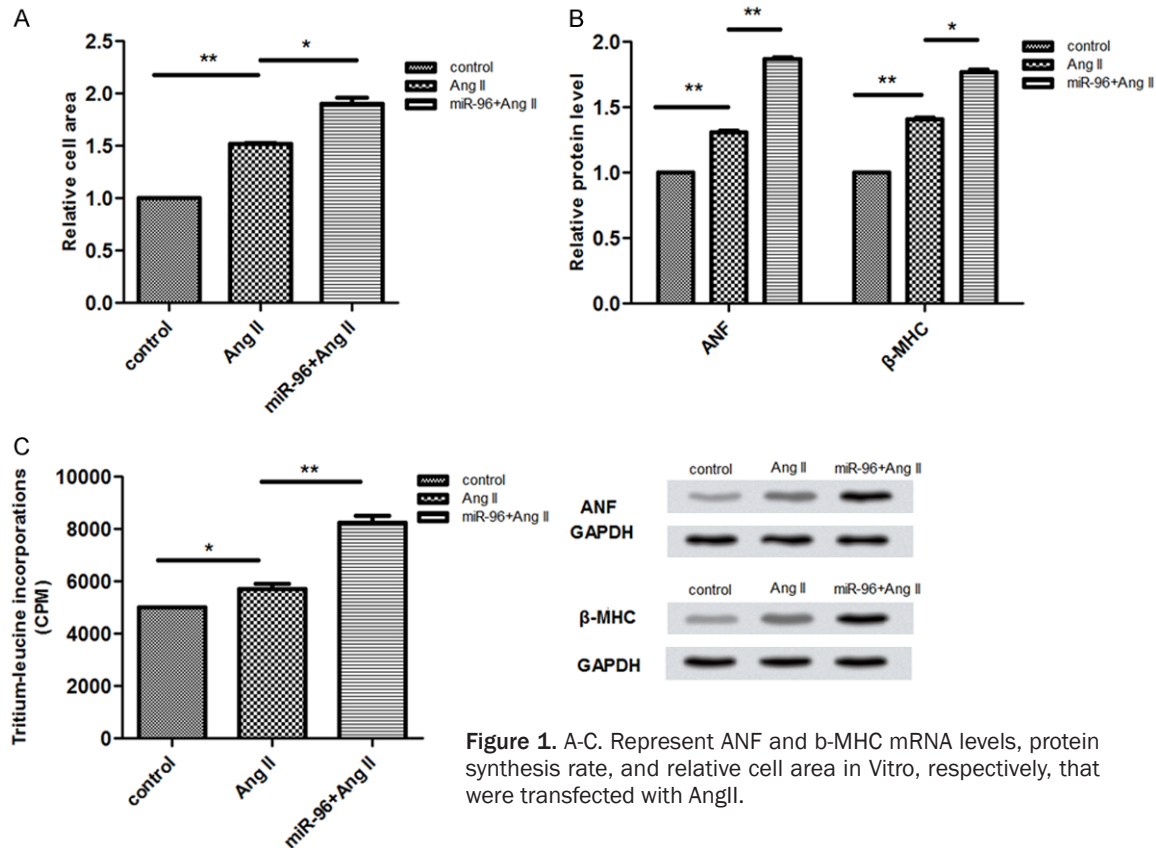 A
Relative cell area
2.5
2.0
1.5
1.0
0.5
0.0
**
*
control
Ang II
miR-96+Ang II
control
Ang II
miR-96+Ang II
B
Relative protein level
2.0
1.5
1.0
0.5
0.0
**
**
**
*
ANF
β-MHC
control
Ang II
miR-96+Ang II
C
Tritium-leucine incorporations
(CPM)
10000
8000
6000
4000
2000
0
*
**
control
Ang II
miR-96+Ang II
control
Ang II
miR-96+Ang II
control Ang II miR-96+Ang II
ANF
GAPDH
control Ang II miR-96+Ang II
β-MHC
GAPDH
Figure 1. A-C. Represent ANF and b-MHC mRNA levels, protein
synthesis rate, and relative cell area in Vitro, respectively, that
were transfected with AngII.